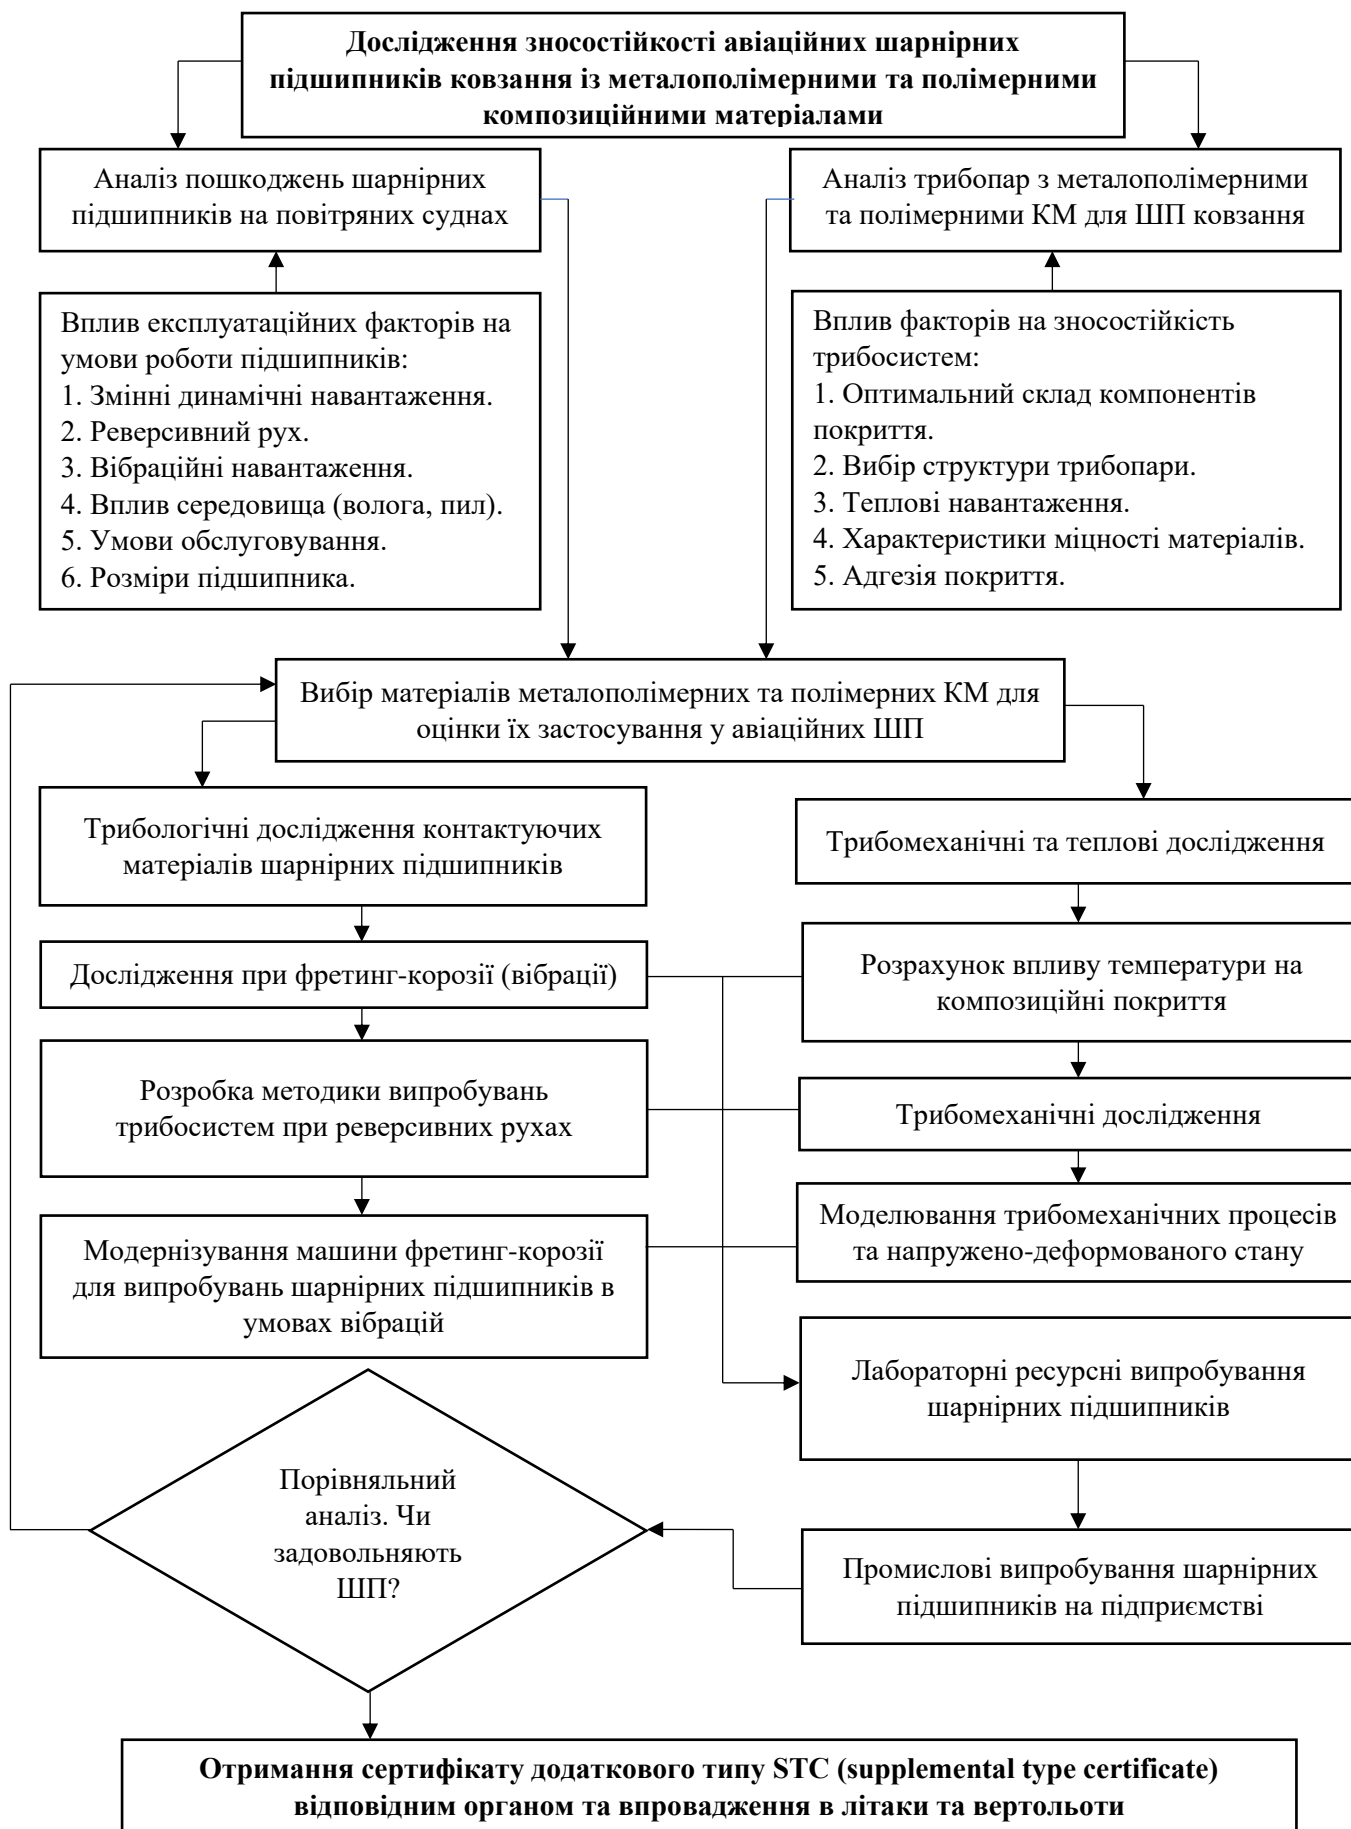 Дослідження зносостійкості авіаційних шарнірних
підшипників ковзання із металополімерними та полімерними
композиційними матеріалами
Аналіз пошкоджень шарнірних
підшипників на повітряних суднах
Аналіз трибопар з металополімерними
та полімерними КМ для ШП ковзання
Вплив експлуатаційних факторів на
умови роботи підшипників:
1. Змінні динамічні навантаження.
2. Реверсивний рух.
3. Вібраційні навантаження.
4. Вплив середовища (волога, пил).
5. Умови обслуговування.
6. Розміри підшипника.
Вплив факторів на зносостійкість
трибосистем:
1. Оптимальний склад компонентів
покриття.
2. Вибір структури трибопари.
3. Теплові навантаження.
4. Характеристики міцності матеріалів.
5. Адгезія покриття.
Вибір матеріалів металополімерних та полімерних КМ для
оцінки їх застосування у авіаційних ШП
Трибологічні дослідження контактуючих
матеріалів шарнірних підшипників
Трибомеханічні та теплові дослідження
Дослідження при фретинг-корозії (вібрації)
Розрахунок впливу температури на
композиційні покриття
Розробка методики випробувань
трибосистем при реверсивних рухах
Трибомеханічні дослідження
Модернізування машини фретинг-корозії
для випробувань шарнірних підшипників в
умовах вібрацій
Моделювання трибомеханічних процесів
та напружено-деформованого стану
Лабораторні ресурсні випробування
шарнірних підшипників
Порівняльний
аналіз. Чи
задовольняють
ШП?
Промислові випробування шарнірних
підшипників на підприємстві
Отримання сертифікату додаткового типу STC (supplemental type certificate)
відповідним органом та впровадження в літаки та вертольоти